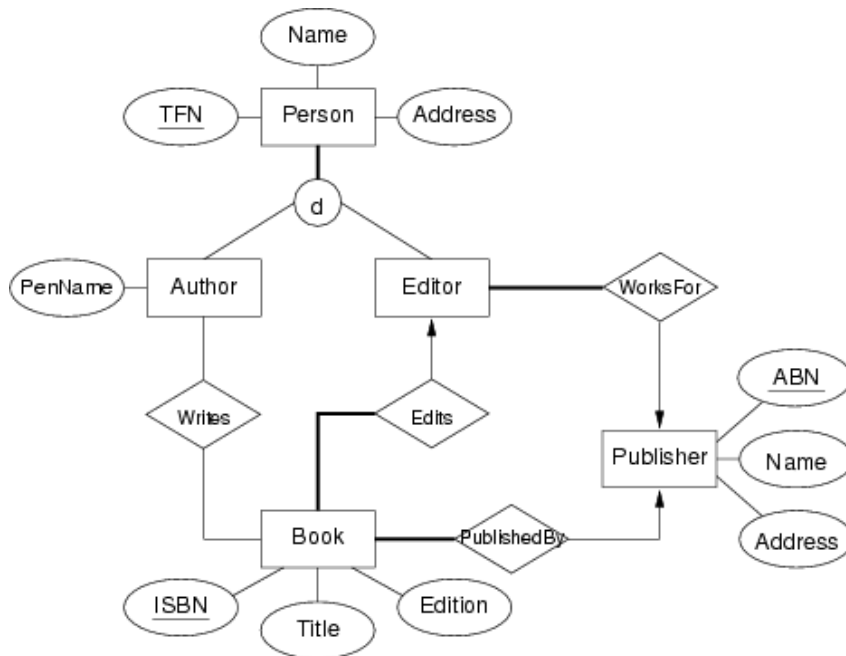 Name
TFN
Person
Address
d
PenName
Author
Editor
WorksFor
ABN
Writes
Edits
Publisher
Name
Book
PublishedBy
Address
ISBN
Title
Edition